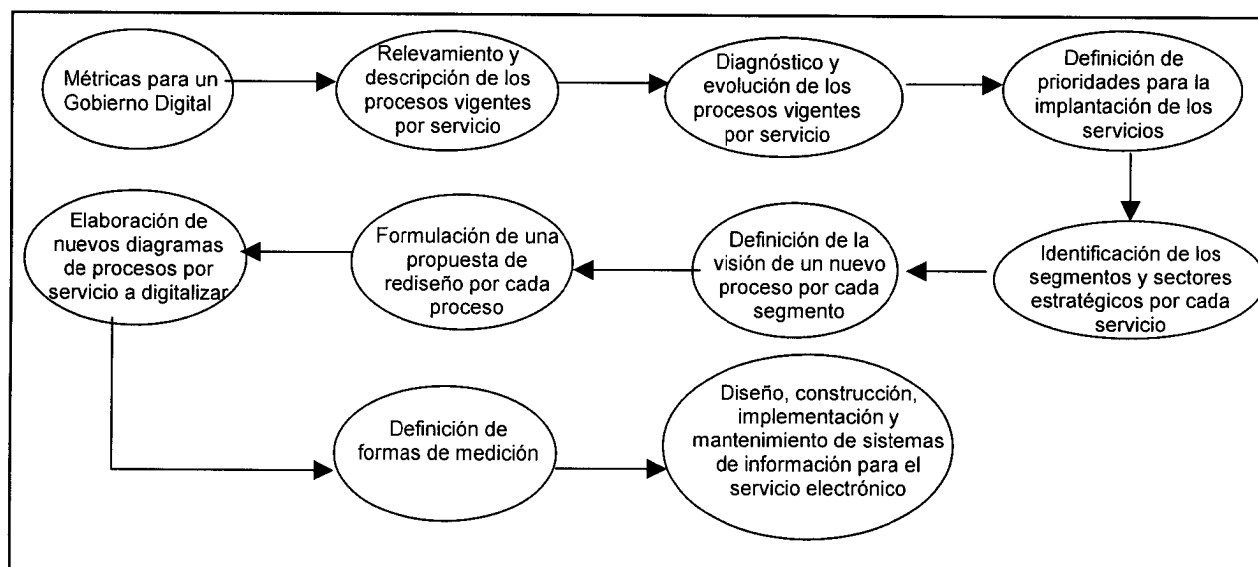 Métricas para un
Gobierno Digital
Relevamiento y
descripción de los
procesos vigentes
por servicio
Diagnóstico y
evolución de los
procesos vigentes
por servicio
Definición de
prioridades para la
implantación de los
servicios
Identificación de los
segmentos y sectores
estratégicos por cada
servicio
Definición de la
visión de un nuevo
proceso por cada
segmento
Formulación de una
propuesta de
rediseño por cada
proceso
Elaboración de
nuevos diagramas
de procesos por
servicio a digitalizar
Definición de
formas de medición
Diseño, construcción,
implementación y
mantenimiento de sistemas
de información para el
servicio electrónico